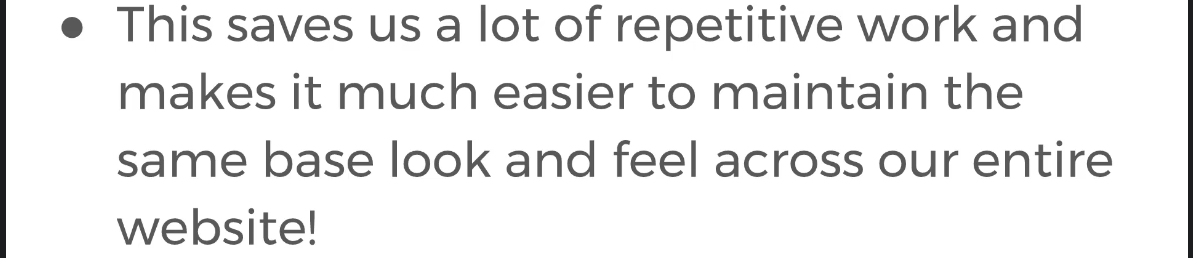 ● This saves us a lot of repetitive work and
makes it much easier to maintain the
same base look and feel across our entire
website!